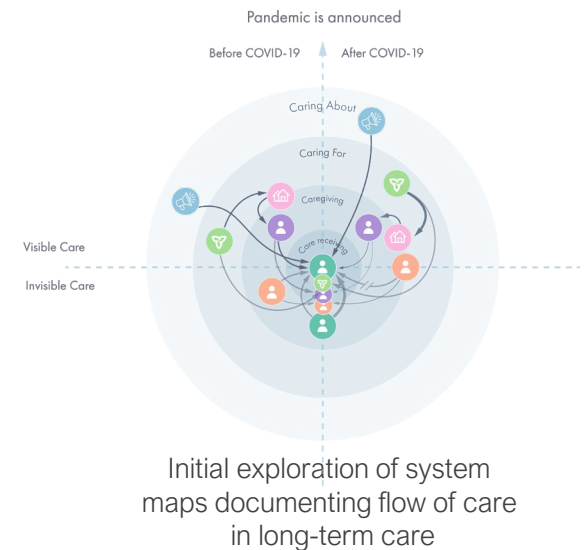 Pandemic is announced
Before COVID-19
After COVID-19
Caring About
Caring For
Caregiving
Care receiving
Visible Care
Invisible Care
Initial exploration of system
maps documenting flow of care
in long-term care